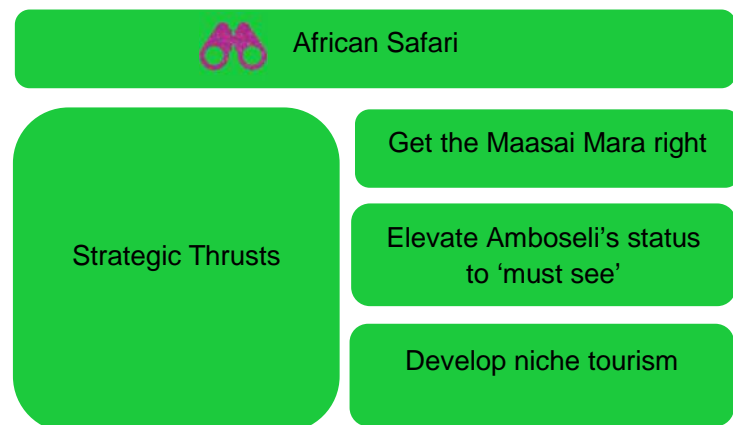 African Safari
Strategic Thrusts
Get the Maasai Mara right
Elevate Amboseli’s status
to ‘must see’
Develop niche tourism